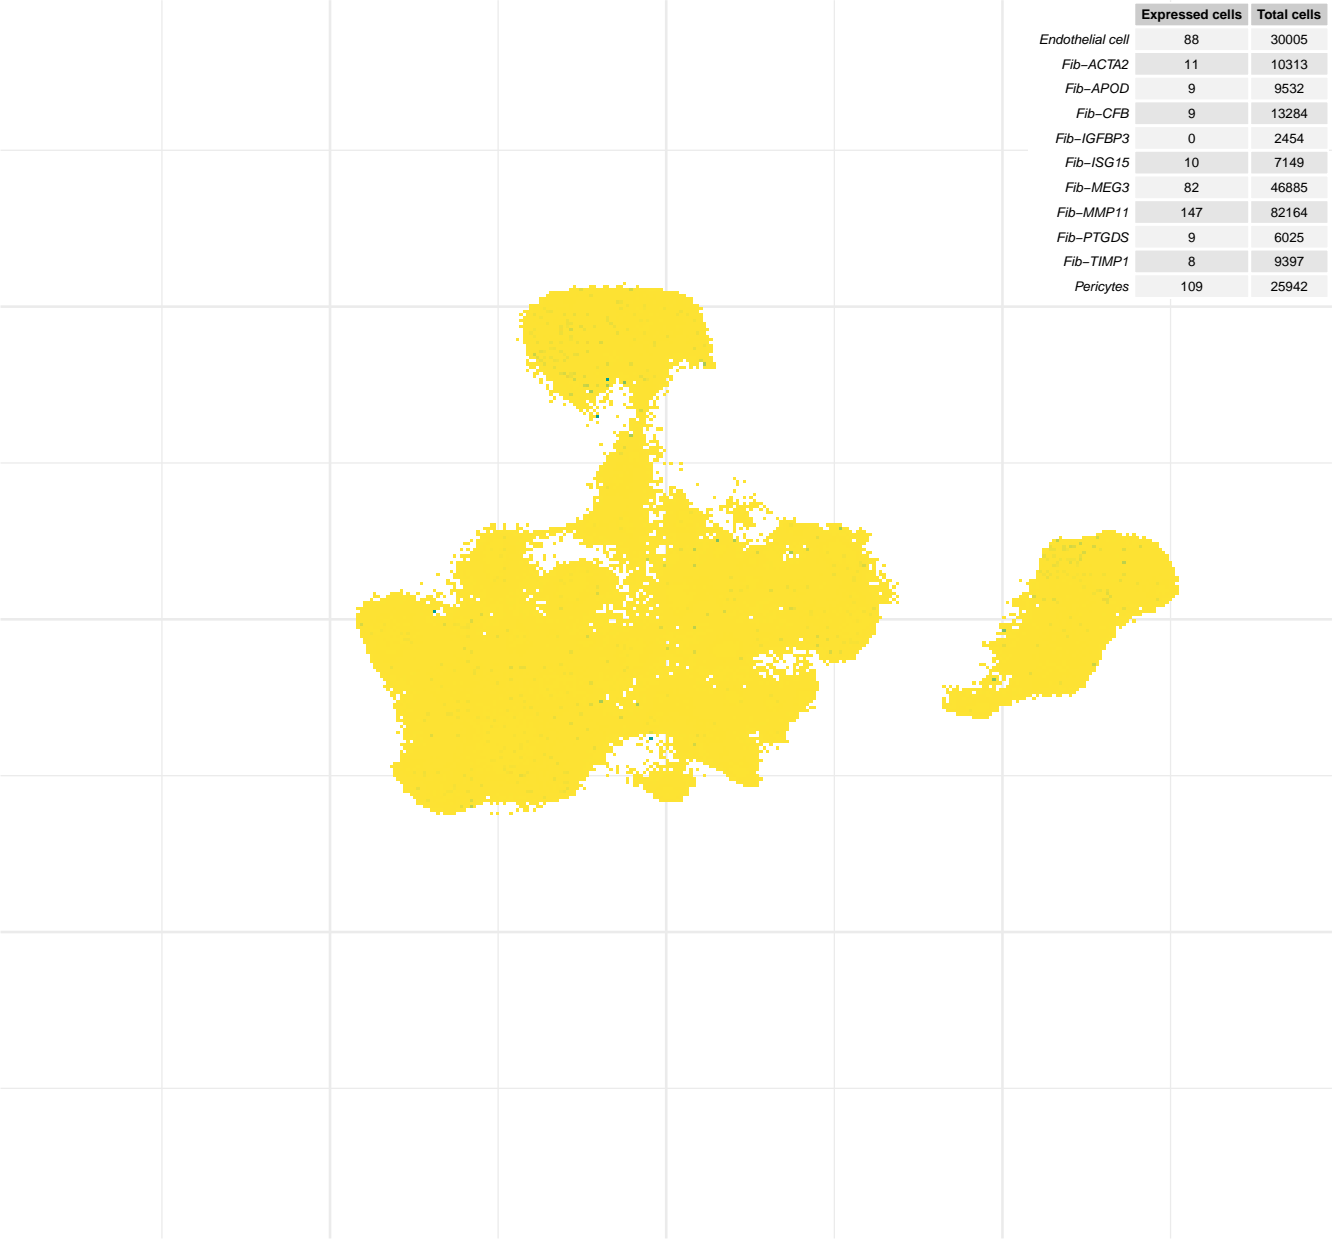 Expressed cells Total cells
Endothelial cell 88 30005
Fib−ACTA2 11 10313
Fib−APOD 9 9532
Fib−CFB 9 13284
Fib−IGFBP3 0 2454
Fib−ISG15 10 7149
Fib−MEG3 82 46885
Fib−MMP11 147 82164
Fib−PTGDS 9 6025
Fib−TIMP1 8 9397
Pericytes 109 25942